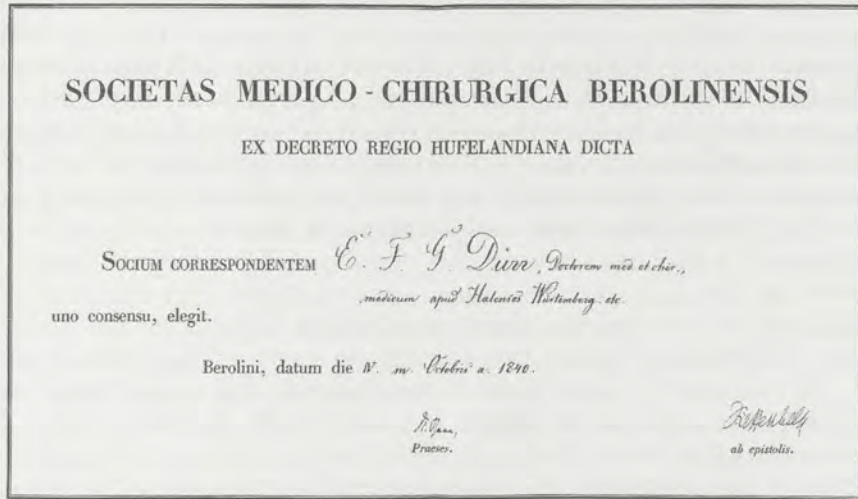 SOCIETAS MEDICO-CHIRURGICA BEROLINENSIS
EX DECRETO REGIO HUFELANDIANA DICTA
SOCIUM CORRESPONDENTEM E. F. G. Dürr, Doctorem med et chir.,
medicum apud Halenses Würtemberg. etc.
uno consensu, elegit.
Berolini, datum die IV. m. Octobris a. 1840.
Praeses.
ab epistolis.